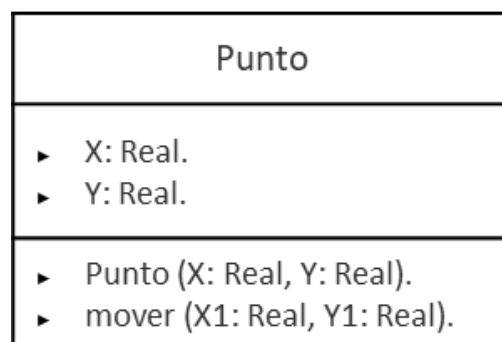 Punto
▸ X: Real.
▸ Y: Real.
▸ Punto (X: Real, Y: Real).
▸ mover (X1: Real, Y1: Real).